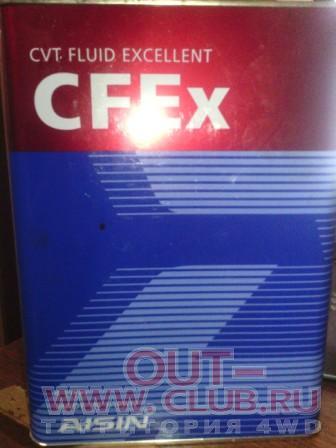 CVT FLUID EXCELLENT
CFEx
OUT-
WWW.CLUB.RU
AISIN
ТЕРРИТОРИЯ 4WD